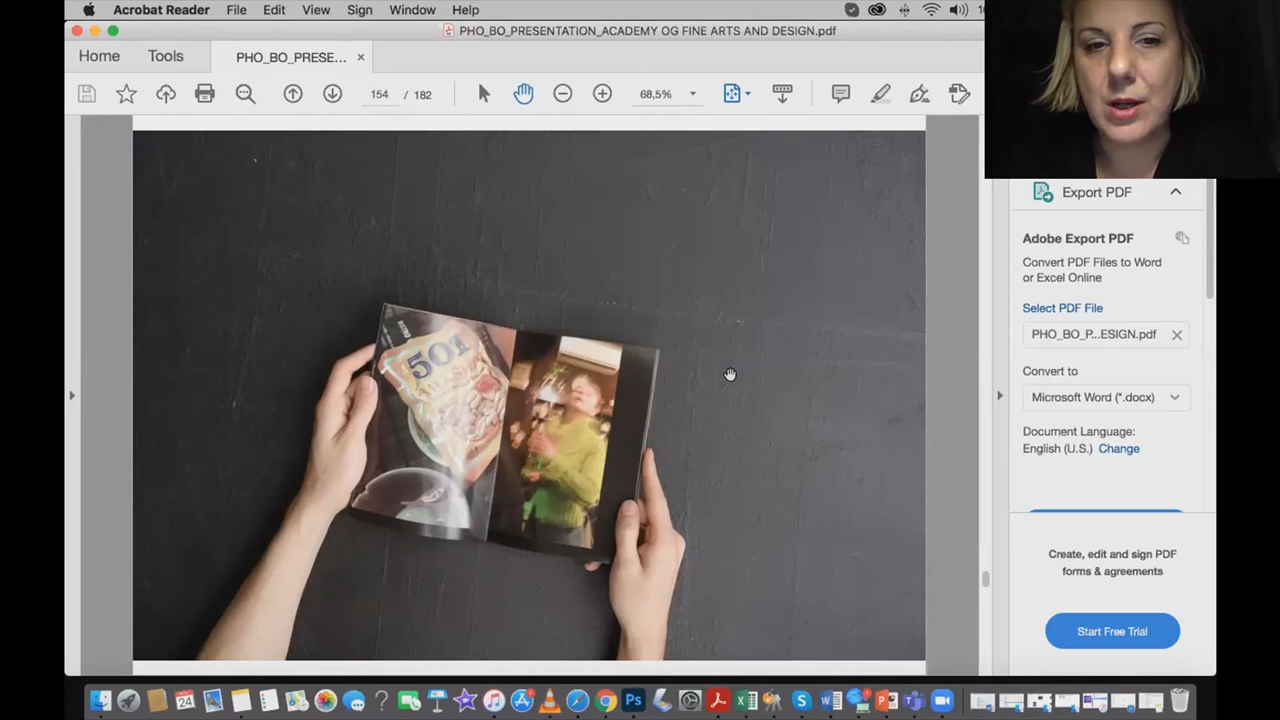 Acrobat Reader File Edit View Sign Window Help
PHO_BO_PRESENTATION_ACADEMY OG FINE ARTS AND DESIGN.pdf
Home Tools PHO_BO_PRESE... ×
154 / 182 68,5%
Export PDF
Adobe Export PDF
Convert PDF Files to Word
or Excel Online
Select PDF File
PHO_BO_P...ESIGN.pdf
Convert to
Microsoft Word (*.docx)
Document Language:
English (U.S.) Change
501
Create, edit and sign PDF
forms & agreements
Start Free Trial
24
Ps